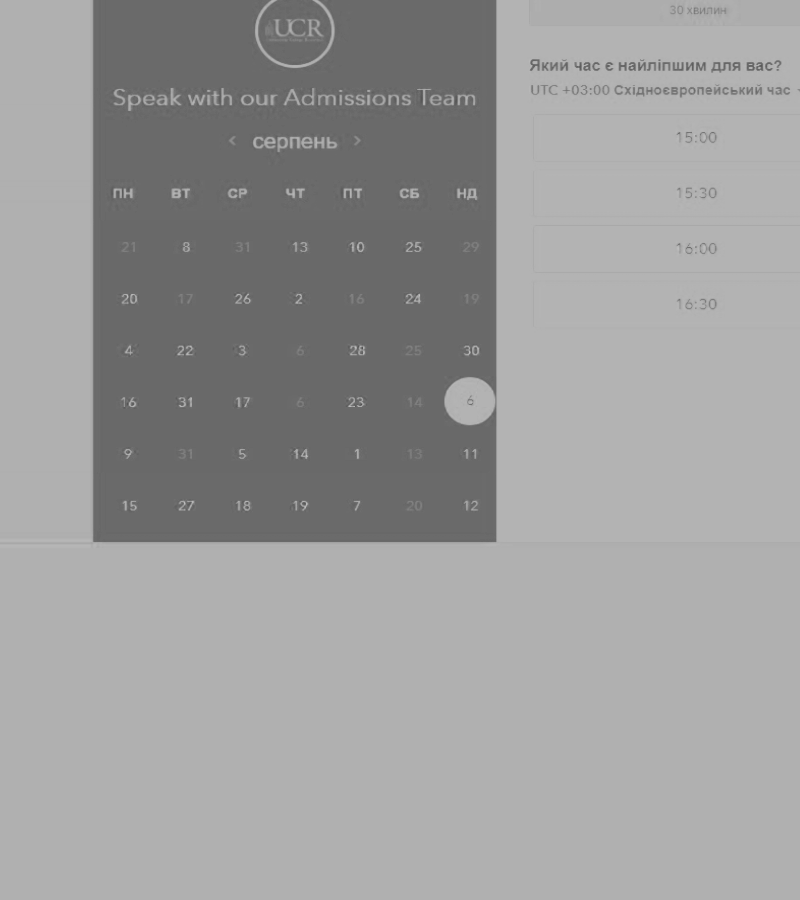 UCR
Speak with our Admissions Team
< серпень >
ПН ВТ СР ЧТ ПТ СБ НД
21 8 31 13 10 25 29
20 17 26 2 16 24 19
4 22 3 6 28 25 30
16 31 17 6 23 14 6
9 31 5 14 1 13 11
15 27 18 19 7 20 12
30 хвилин
Який час є найліпшим для вас?
UTC +03:00 Східноєвропейський час
15:00
15:30
16:00
16:30